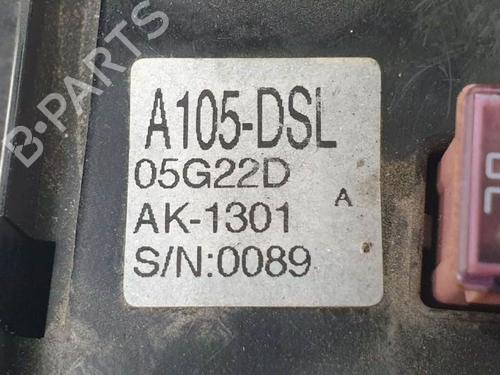 B-PARTS
A105-DSL
05G22D
AK-1301 A
S/N:0089